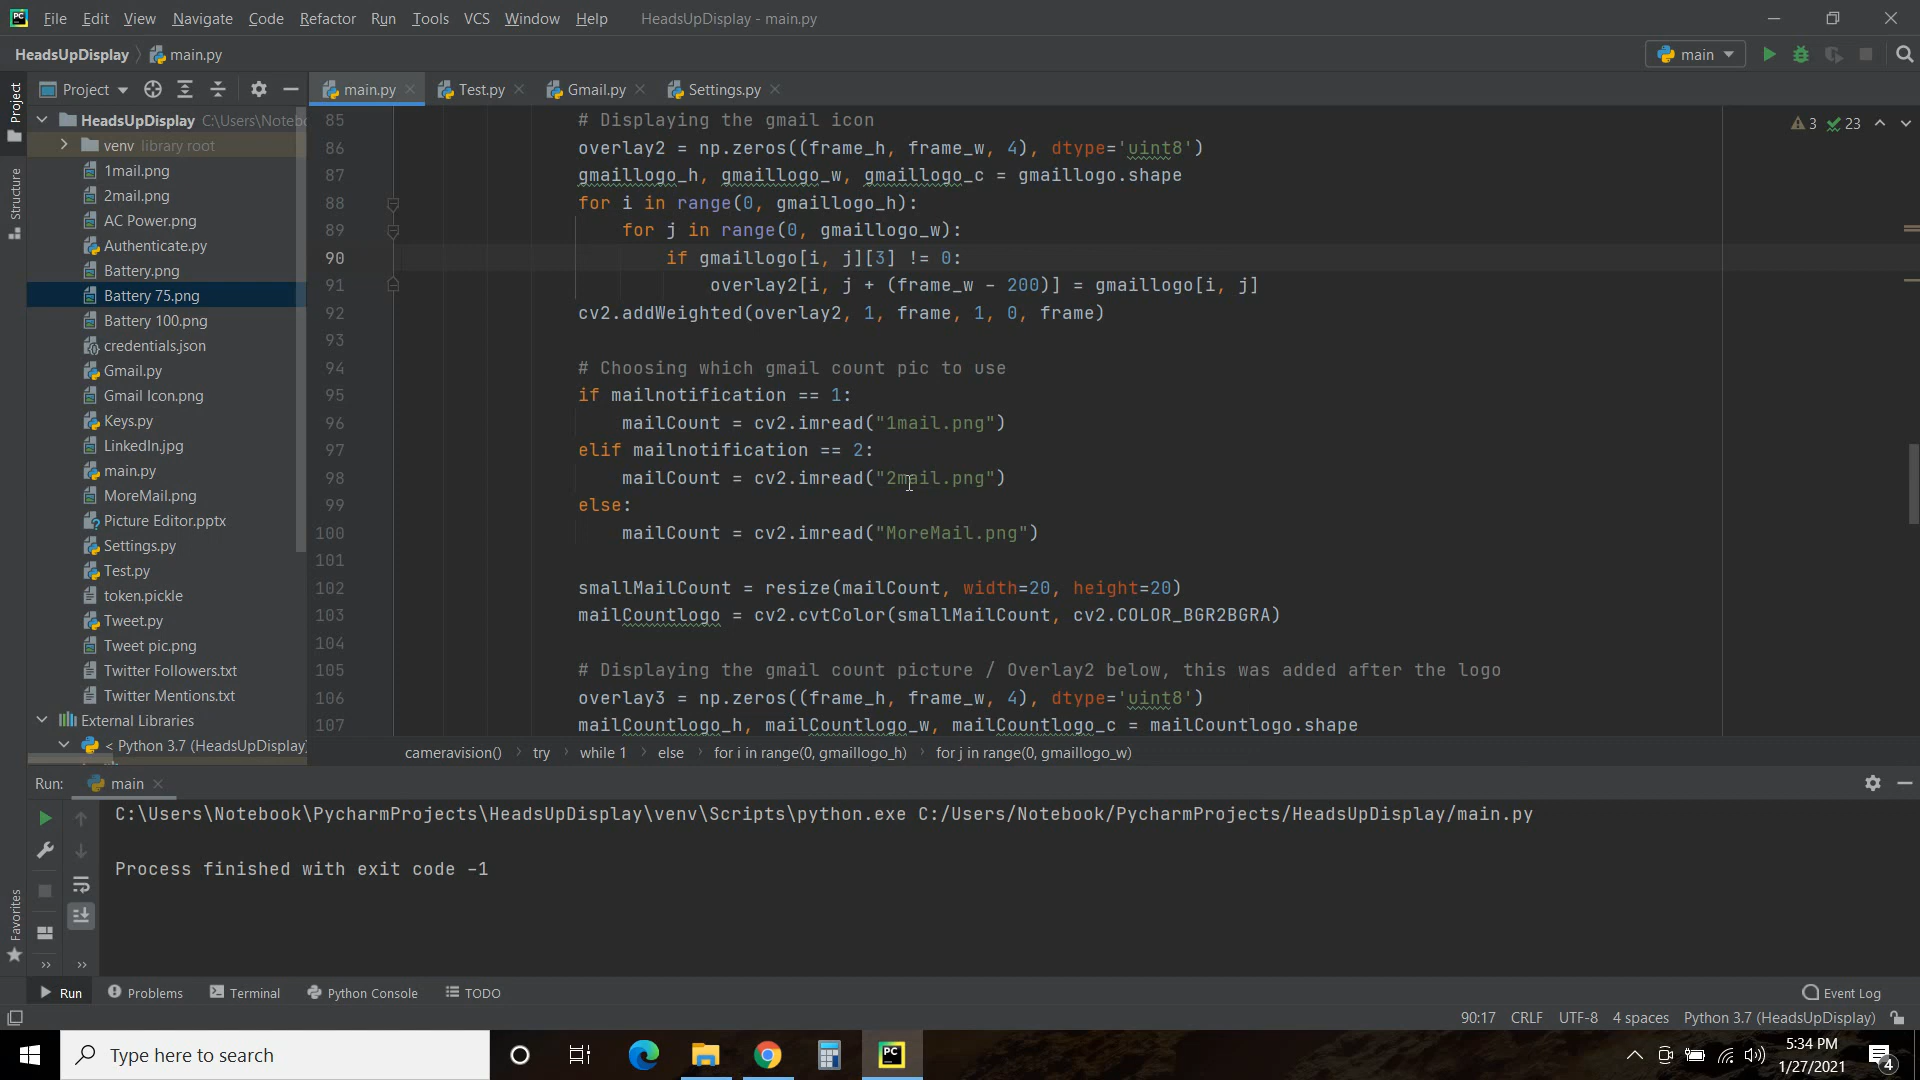 PC File Edit View Navigate Code Refactor Run Tools VCS Window Help HeadsUpDisplay - main.py
HeadsUpDisplay main.py
main
Project
main.py Test.py Gmail.py Settings.py
Project
Structure
Favorites
HeadsUpDisplay C:\Users\Noteb
venv library root
1mail.png
2mail.png
AC Power.png
Authenticate.py
Battery.png
Battery 75.png
Battery 100.png
credentials.json
Gmail.py
Gmail Icon.png
Keys.py
LinkedIn.jpg
main.py
MoreMail.png
Picture Editor.pptx
Settings.py
Test.py
token.pickle
Tweet.py
Tweet pic.png
Twitter Followers.txt
Twitter Mentions.txt
External Libraries
< Python 3.7 (HeadsUpDisplay)
3 23
85 # Displaying the gmail icon
86 overlay2 = np.zeros((frame_h, frame_w, 4), dtype='uint8')
87 gmaillogo_h, gmaillogo_w, gmaillogo_c = gmaillogo.shape
88 for i in range(0, gmaillogo_h):
89 for j in range(0, gmaillogo_w):
90 if gmaillogo[i, j][3] != 0:
91 overlay2[i, j + (frame_w - 200)] = gmaillogo[i, j]
92 cv2.addWeighted(overlay2, 1, frame, 1, 0, frame)
93
94 # Choosing which gmail count pic to use
95 if mailnotification == 1:
96 mailCount = cv2.imread("1mail.png")
97 elif mailnotification == 2:
98 mailCount = cv2.imread("2mail.png")
99 else:
100 mailCount = cv2.imread("MoreMail.png")
101
102 smallMailCount = resize(mailCount, width=20, height=20)
103 mailCountlogo = cv2.cvtColor(smallMailCount, cv2.COLOR_BGR2BGRA)
104
105 # Displaying the gmail count picture / Overlay2 below, this was added after the logo
106 overlay3 = np.zeros((frame_h, frame_w, 4), dtype='uint8')
107 mailCountlogo_h, mailCountlogo_w, mailCountlogo_c = mailCountlogo.shape
cameravision() try while 1 else for i in range(0, gmaillogo_h) for j in range(0, gmaillogo_w)
Run: main
C:\Users\Notebook\PycharmProjects\HeadsUpDisplay\venv\Scripts\python.exe C:/Users/Notebook/PycharmProjects/HeadsUpDisplay/main.py
Process finished with exit code -1
Run Problems Terminal Python Console TODO Event Log
90:17 CRLF UTF-8 4 spaces Python 3.7 (HeadsUpDisplay)
Type here to search
PC
5:34 PM
1/27/2021
4